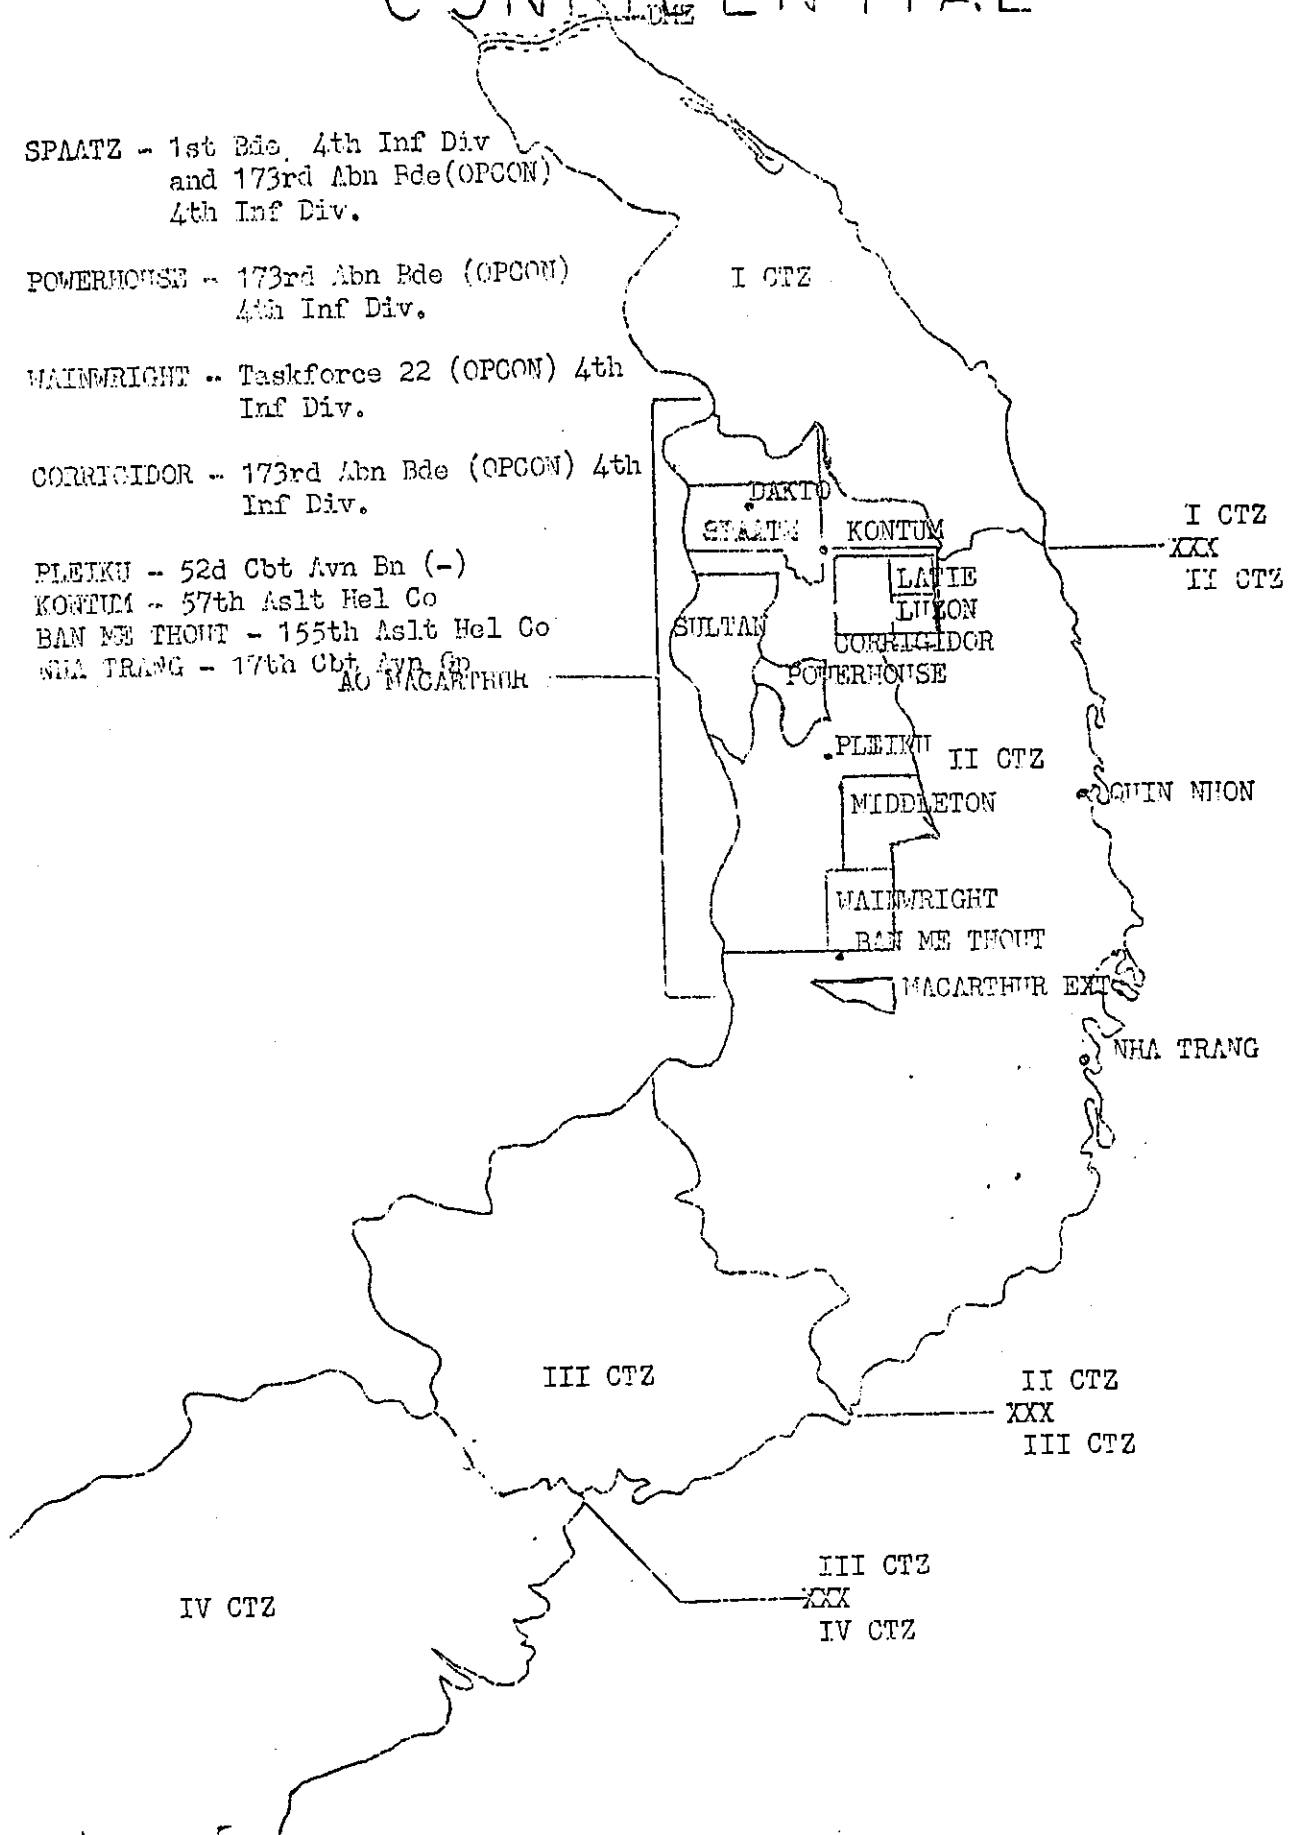 CONFIDENTIAL
DMZ
SPAATZ - 1st Bde, 4th Inf Div
and 173rd Abn Bde(OPCON)
4th Inf Div.
POWERHOUSE - 173rd Abn Bde (OPCON)
4th Inf Div.
WAINWRIGHT - Taskforce 22 (OPCON) 4th
Inf Div.
CORRIGIDOR - 173rd Abn Bde (OPCON) 4th
Inf Div.
PLEIKU - 52d Cbt Avn Bn (-)
KONTUM - 57th Aslt Hel Co
BAN ME THOUT - 155th Aslt Hel Co
NHA TRANG - 17th Cbt Avn Gp
AO MACARTHUR
I CTZ
DAKTO
SPAATZ
KONTUM
LATIE
LUZON
SULTAN
CORRIGIDOR
POWERHOUSE
I CTZ
XXX
II CTZ
PLEIKU
II CTZ
MIDDLETON
QUIN NHON
WAINWRIGHT
BAN ME THOUT
MACARTHUR EXT
NHA TRANG
III CTZ
II CTZ
XXX
III CTZ
III CTZ
XXX
IV CTZ
IV CTZ